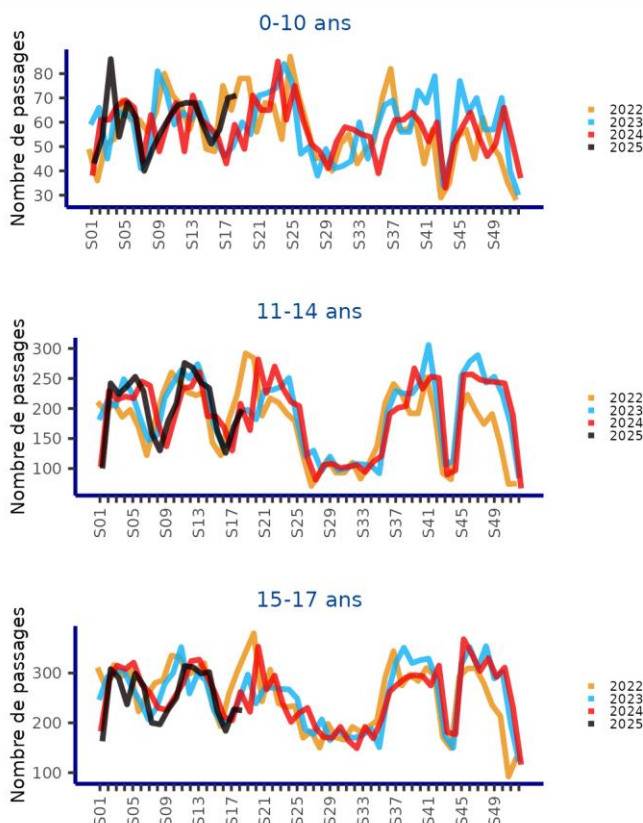 0-10 ans
Nombre de passages
80
70
60
50
40
30
S01
S05
S09
S13
S17
S21
S25
S29
S33
S37
S41
S45
S49
2022
2023
2024
2025
11-14 ans
Nombre de passages
300
250
200
150
100
S01
S05
S09
S13
S17
S21
S25
S29
S33
S37
S41
S45
S49
2022
2023
2024
2025
15-17 ans
Nombre de passages
300
200
100
S01
S05
S09
S13
S17
S21
S25
S29
S33
S37
S41
S45
S49
2022
2023
2024
2025